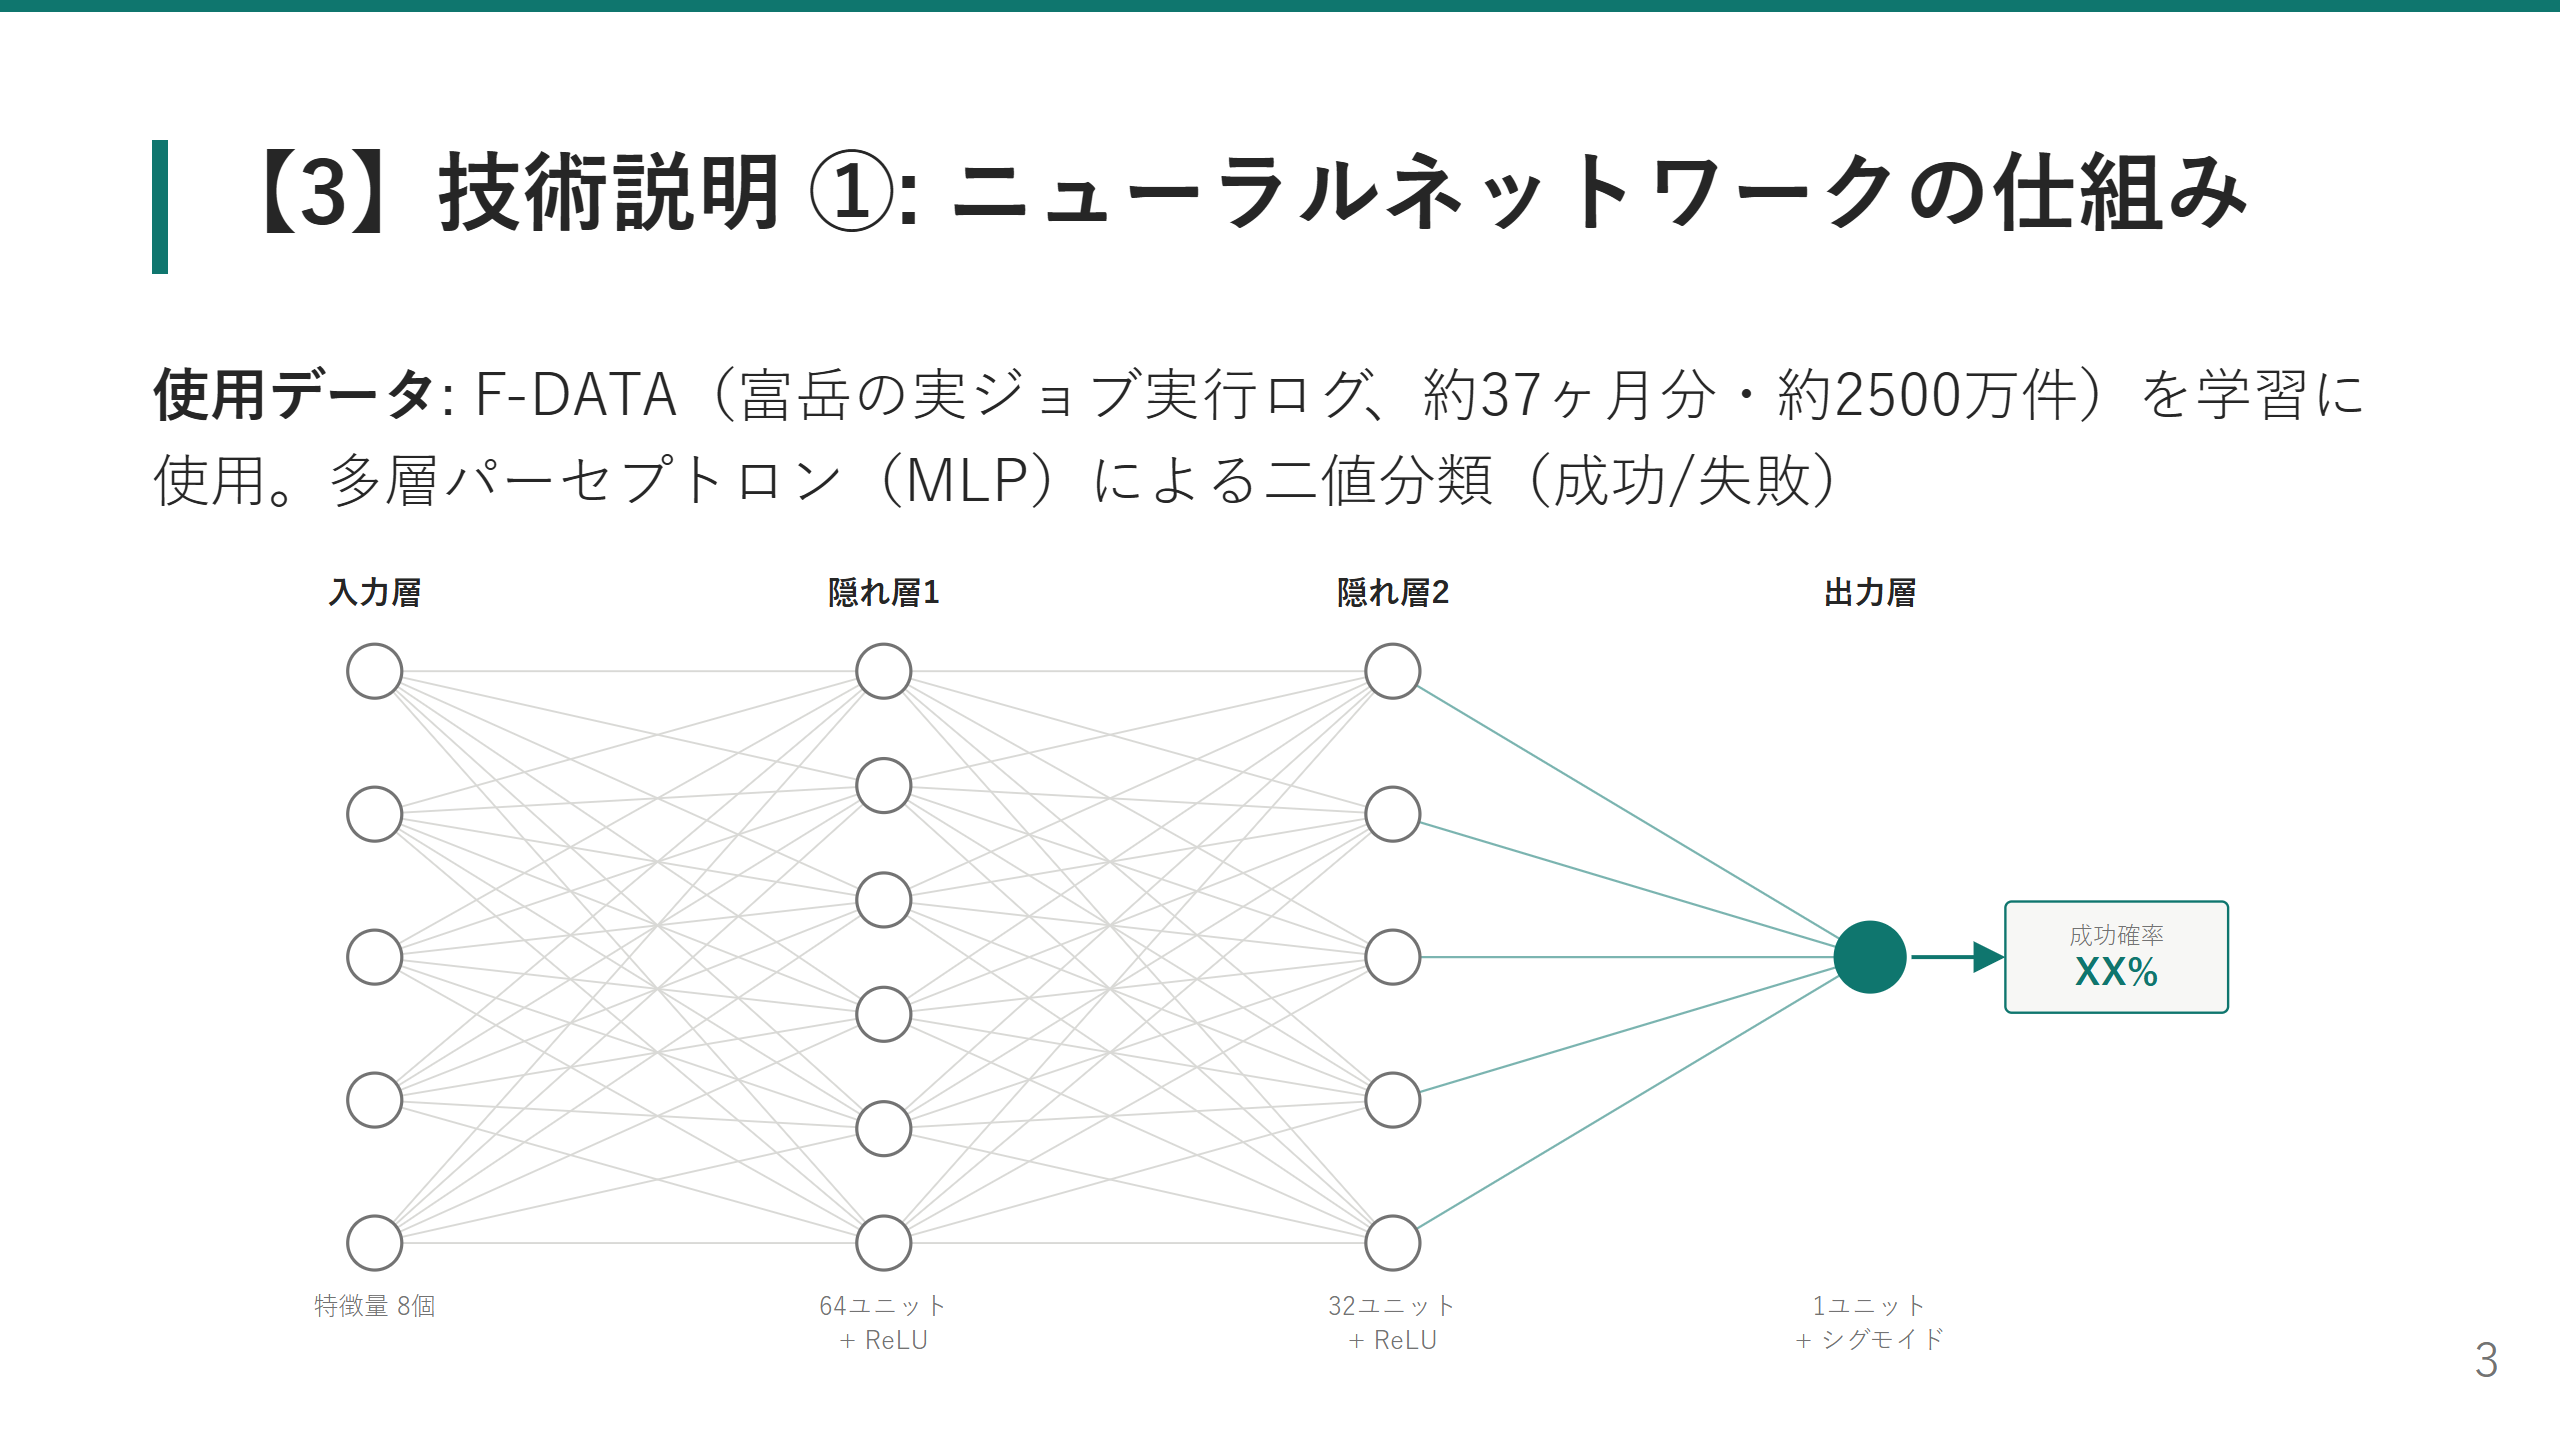 【3】技術説明 ①: ニューラルネットワークの仕組み
使用データ: F-DATA（富岳の実ジョブ実行ログ、約37ヶ月分・約2500万件）を学習に
使用。多層パーセプトロン（MLP）による二値分類（成功/失敗）
入力層 隠れ層1 隠れ層2 出力層
成功確率
XX%
特徴量 8個 64ユニット 32ユニット 1ユニット
+ ReLU + ReLU + シグモイド
3